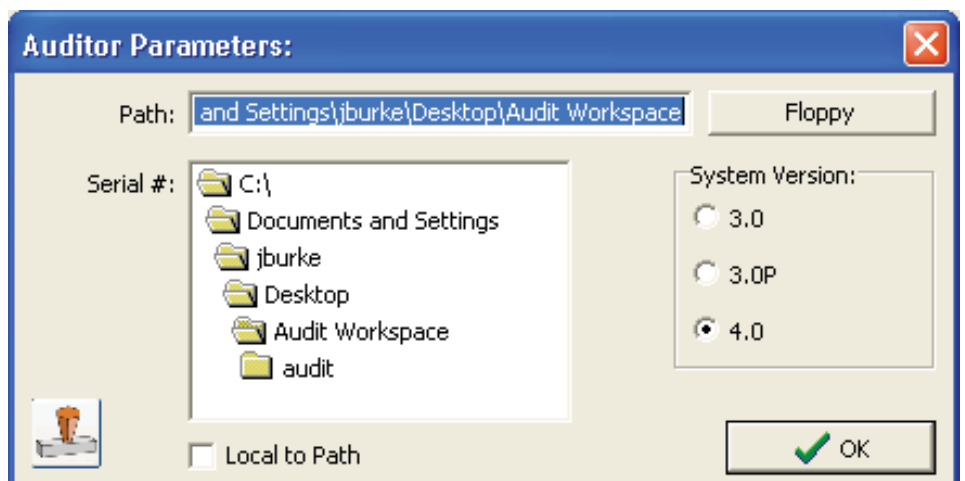 Auditor Parameters:
Path: and Settings\jburke\Desktop\Audit Workspace Floppy
Serial #: C:\ System Version:
Documents and Settings 3.0
jburke
Desktop 3.0P
Audit Workspace 4.0
audit
Local to Path OK